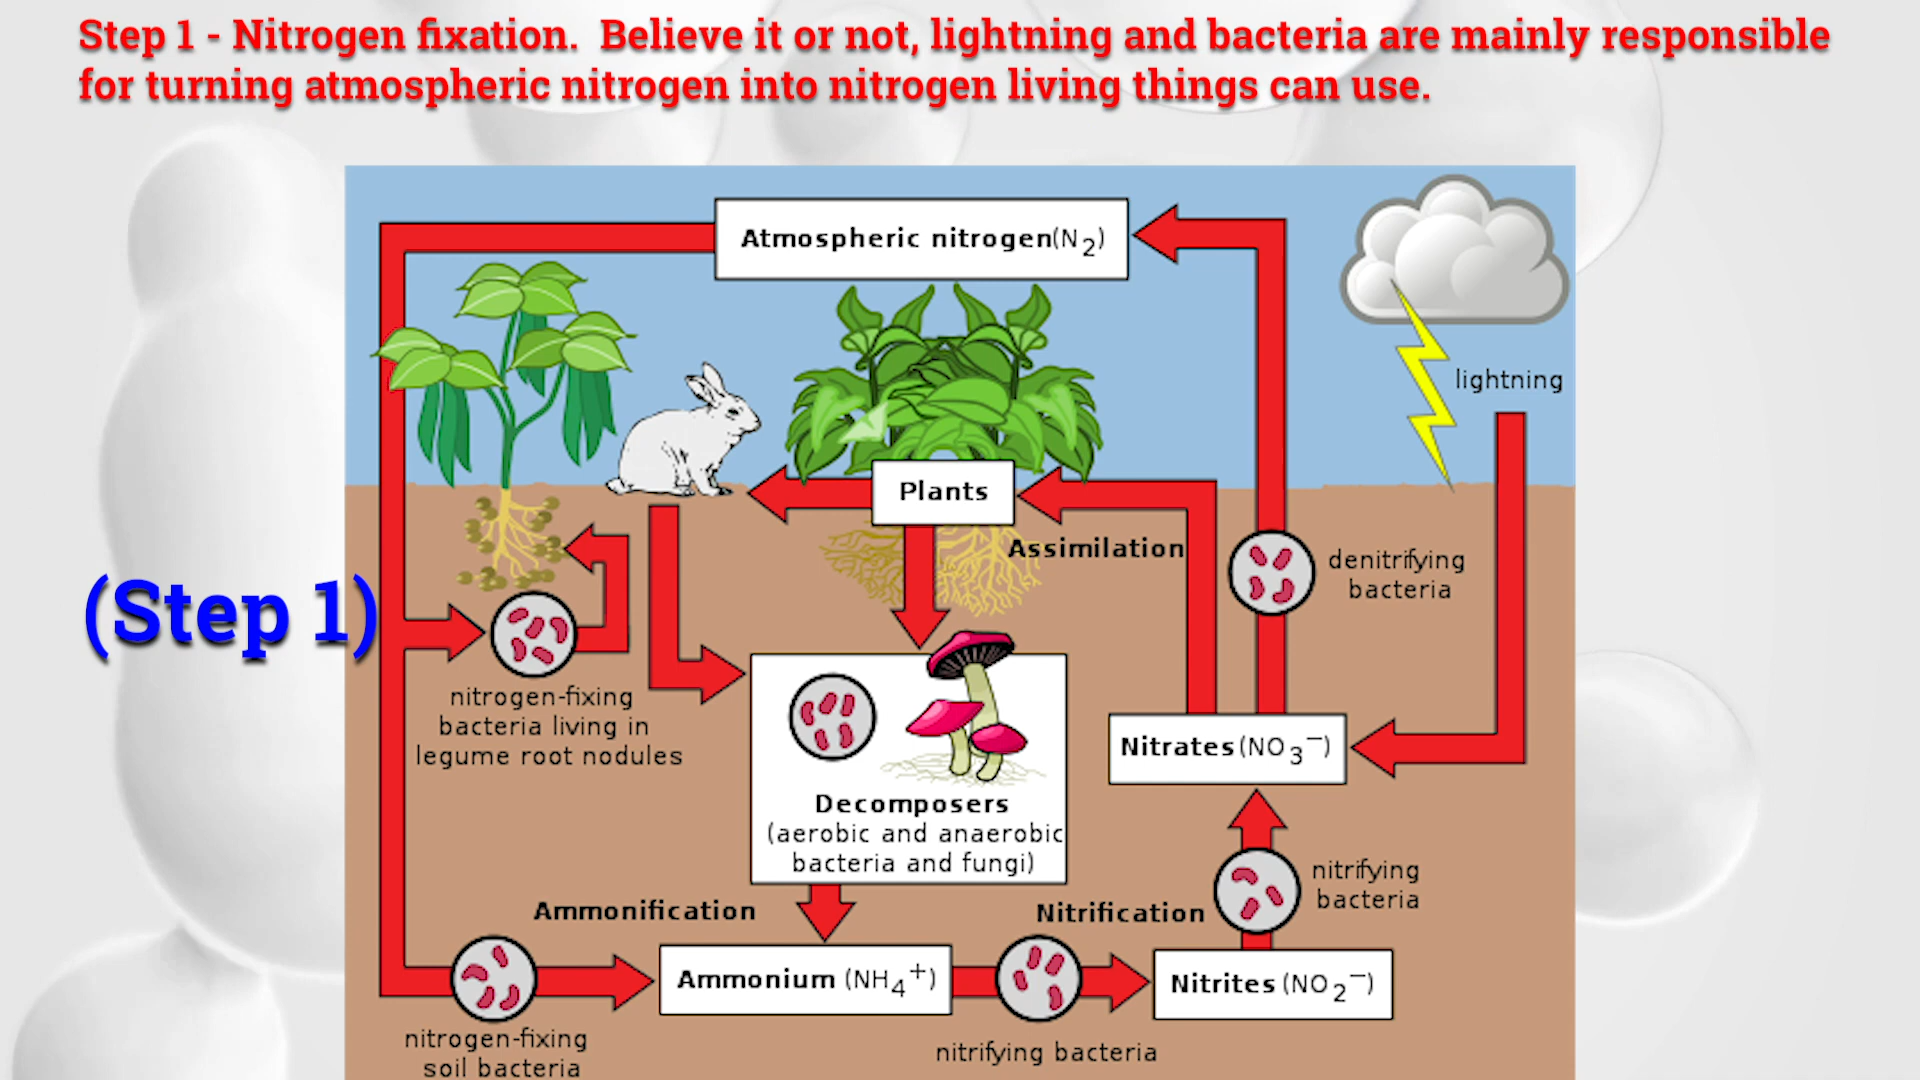 Step 1 - Nitrogen fixation. Believe it or not, lightning and bacteria are mainly responsible
for turning atmospheric nitrogen into nitrogen living things can use.
Atmospheric nitrogen(N2)
lightning
Plants
Assimilation
denitrifying
bacteria
(Step 1)
nitrogen-fixing
bacteria living in
legume root nodules
Nitrates(NO3−)
Decomposers
(aerobic and anaerobic
bacteria and fungi)
nitrifying
bacteria
Ammonification
Nitrification
Ammonium (NH4+)
Nitrites (NO2−)
nitrogen-fixing
soil bacteria
nitrifying bacteria